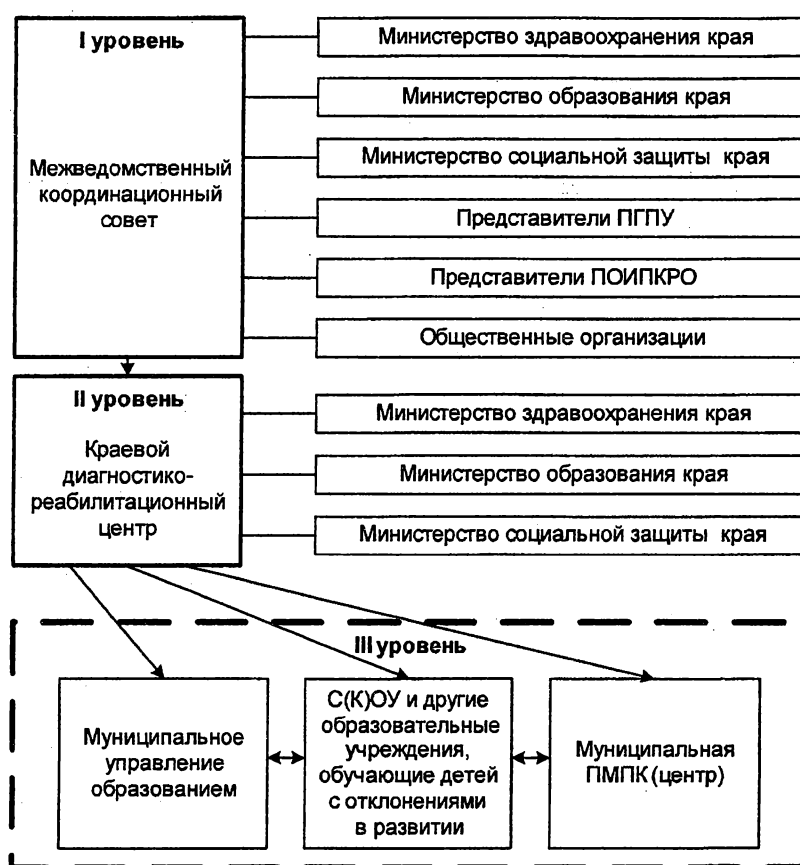 I уровень
Межведомственный
координационный
совет
Министерство здравоохранения края
Министерство образования края
Министерство социальной защиты края
Представители ПГПУ
Представители ПОИПКРО
Общественные организации
II уровень
Краевой
диагностико-
реабилитационный
центр
Министерство здравоохранения края
Министерство образования края
Министерство социальной защиты края
III уровень
Муниципальное
управление
образованием
С(К)ОУ и другие
образовательные
учреждения,
обучающие детей
с отклонениями
в развитии
Муниципальная
ПМПК (центр)